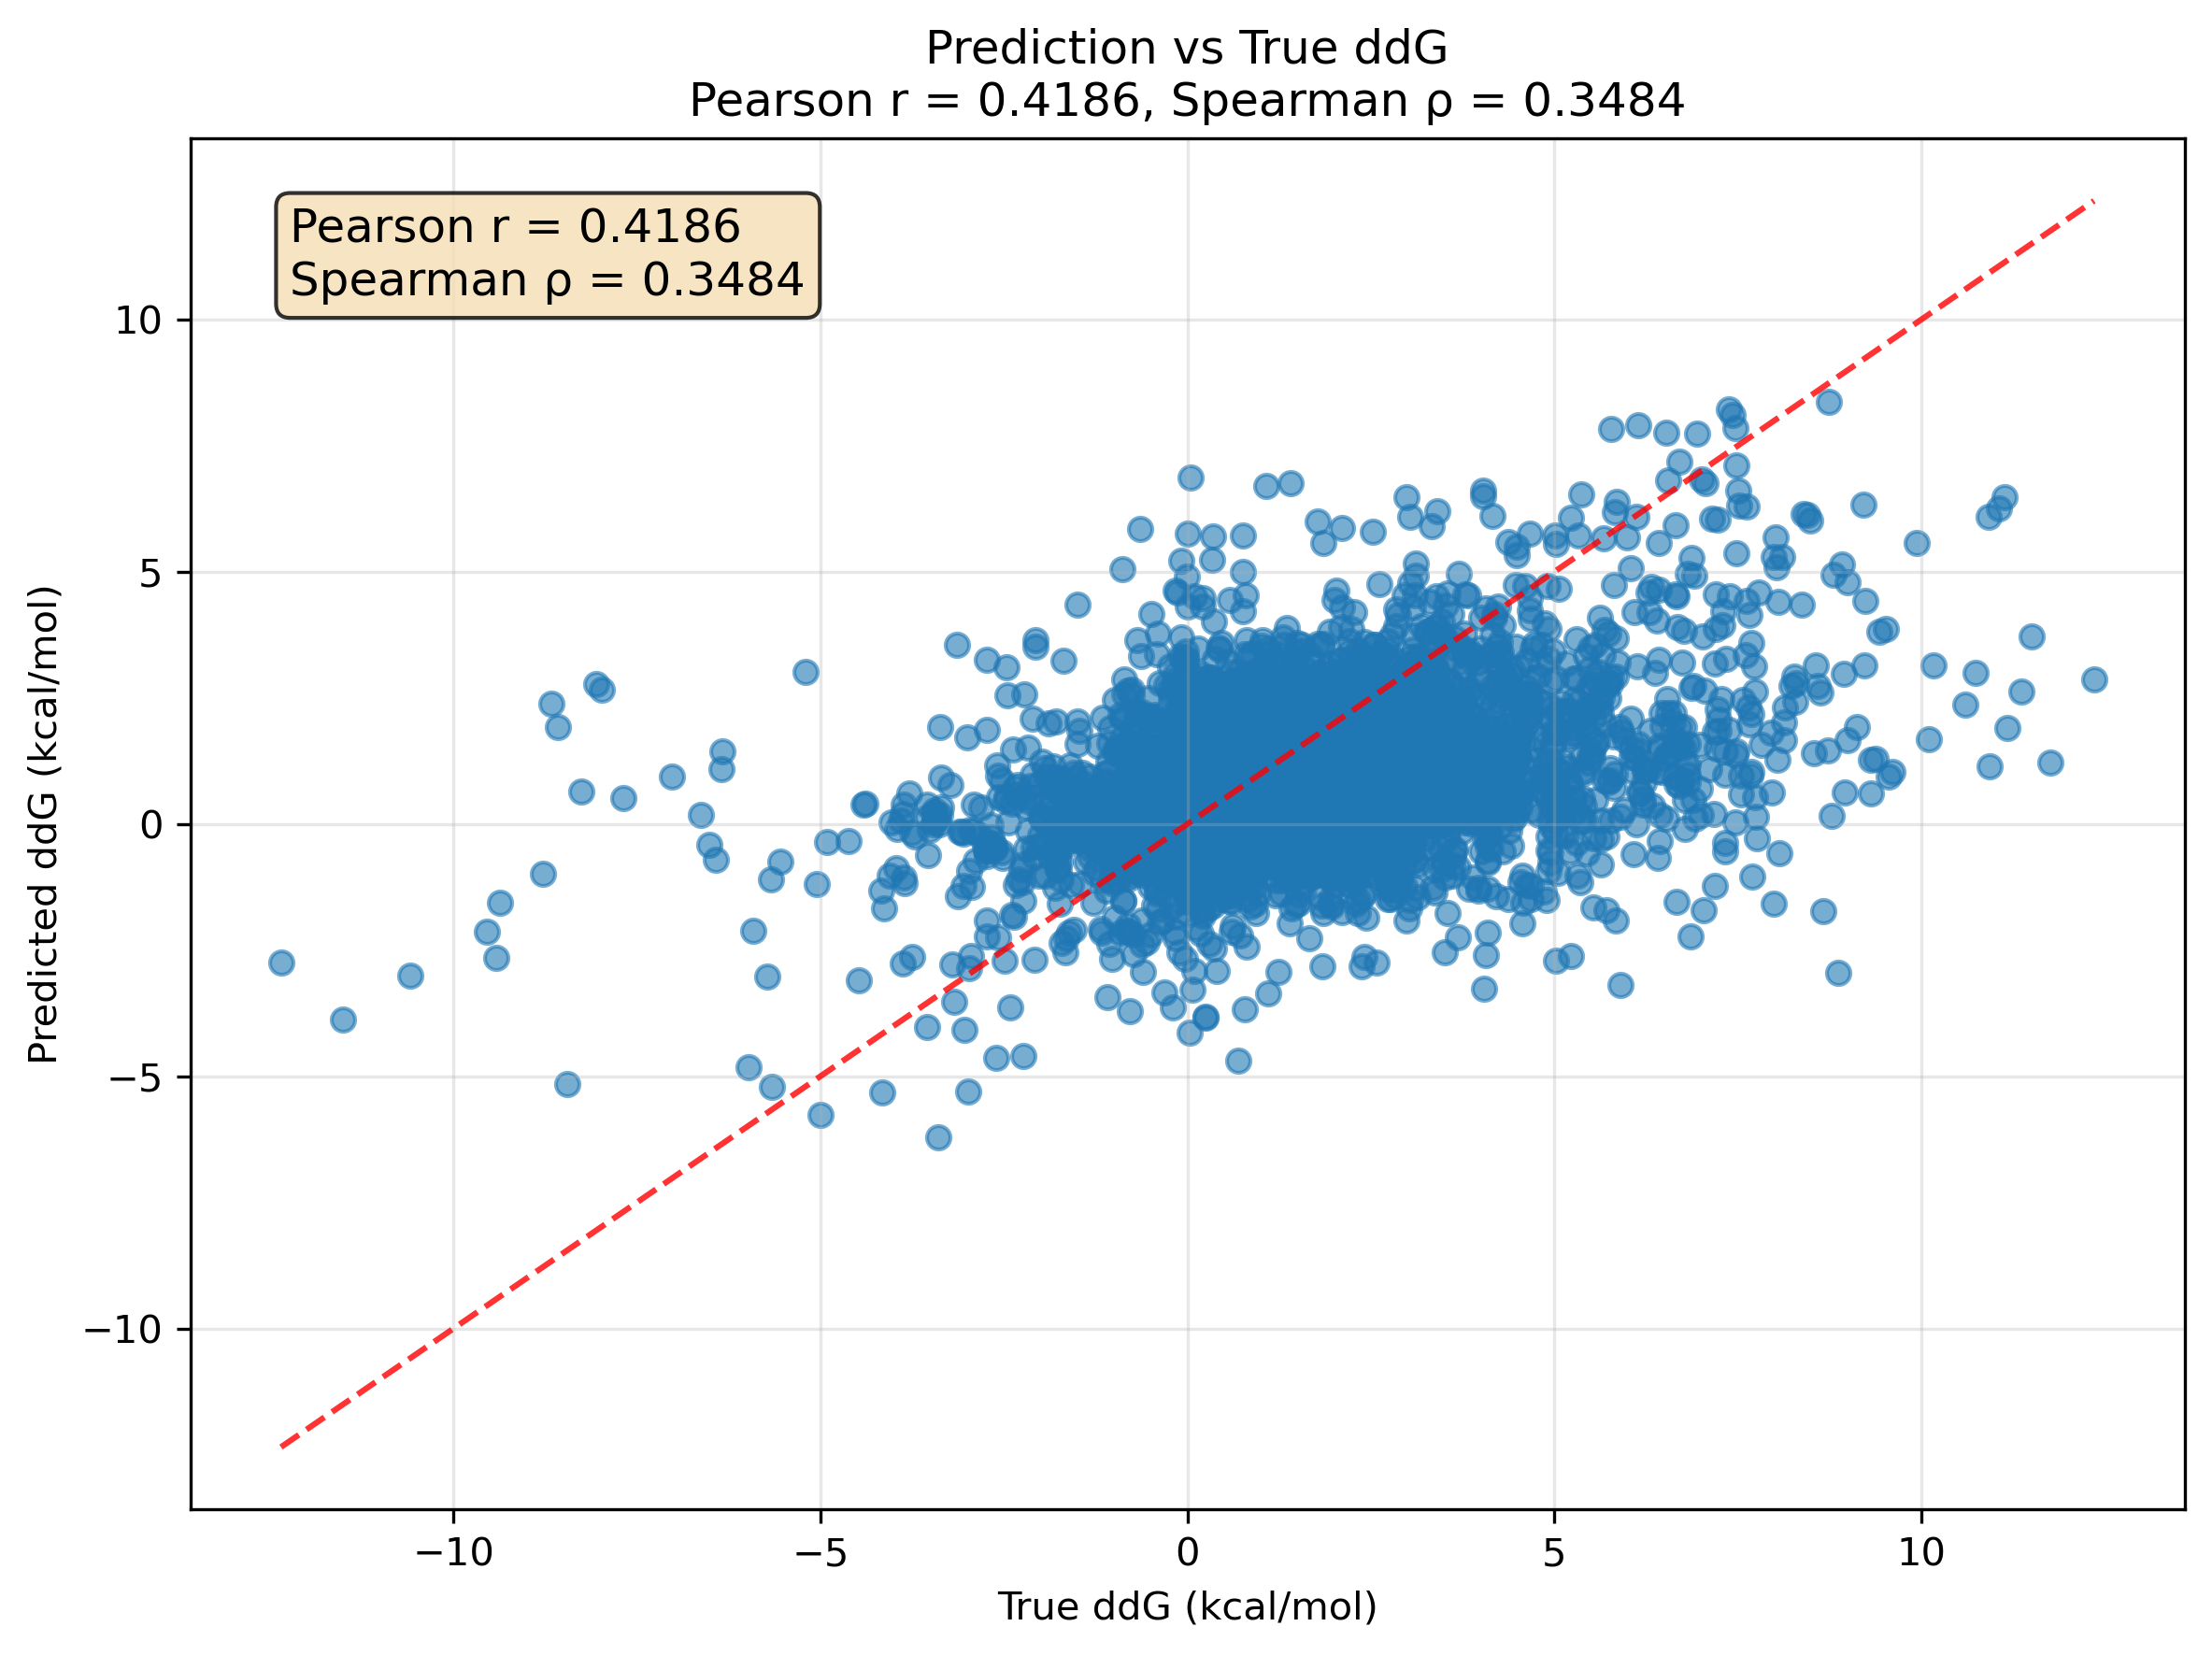 Prediction vs True ddG
Pearson r = 0.4186, Spearman ρ = 0.3484
Pearson r = 0.4186
Spearman ρ = 0.3484
10
5
0
−5
−10
Predicted ddG (kcal/mol)
−10
−5
0
5
10
True ddG (kcal/mol)